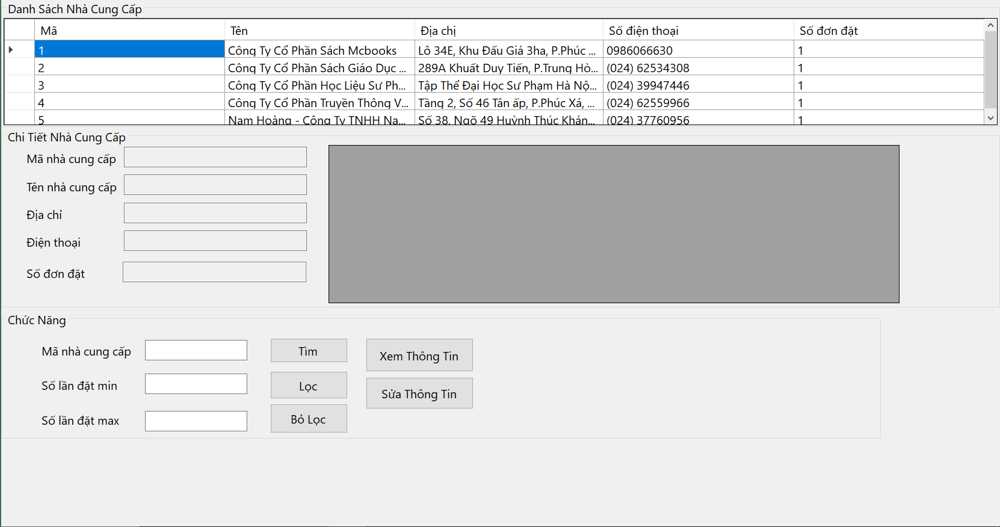 Danh Sách Nhà Cung Cấp
Mã Tên Địa chị Số điện thoại Số đơn đặt
1 Công Ty Cổ Phần Sách Mcbooks Lô 34E, Khu Đấu Giá 3ha, P.Phúc ... 0986066630 1
2 Công Ty Cổ Phần Sách Giáo Dục ... 289A Khuất Duy Tiến, P.Trung Hò... (024) 62534308 1
3 Công Ty Cổ Phần Học Liệu Sư Ph... Tập Thể Đại Học Sư Phạm Hà Nộ... (024) 39947446 1
4 Công Ty Cổ Phần Truyền Thông V... Tầng 2, Số 46 Tân ấp, P.Phúc Xá, ... (024) 62559966 1
5 Nam Hoàng - Công Ty TNHH Na... Số 38, Ngõ 49 Huỳnh Thúc Khán... (024) 37760956 1
Chi Tiết Nhà Cung Cấp
Mã nhà cung cấp
Tên nhà cung cấp
Địa chỉ
Điện thoại
Số đơn đặt
Chức Năng
Mã nhà cung cấp Tìm Xem Thông Tin
Số lần đặt min Lọc Sửa Thông Tin
Số lần đặt max Bỏ Lọc